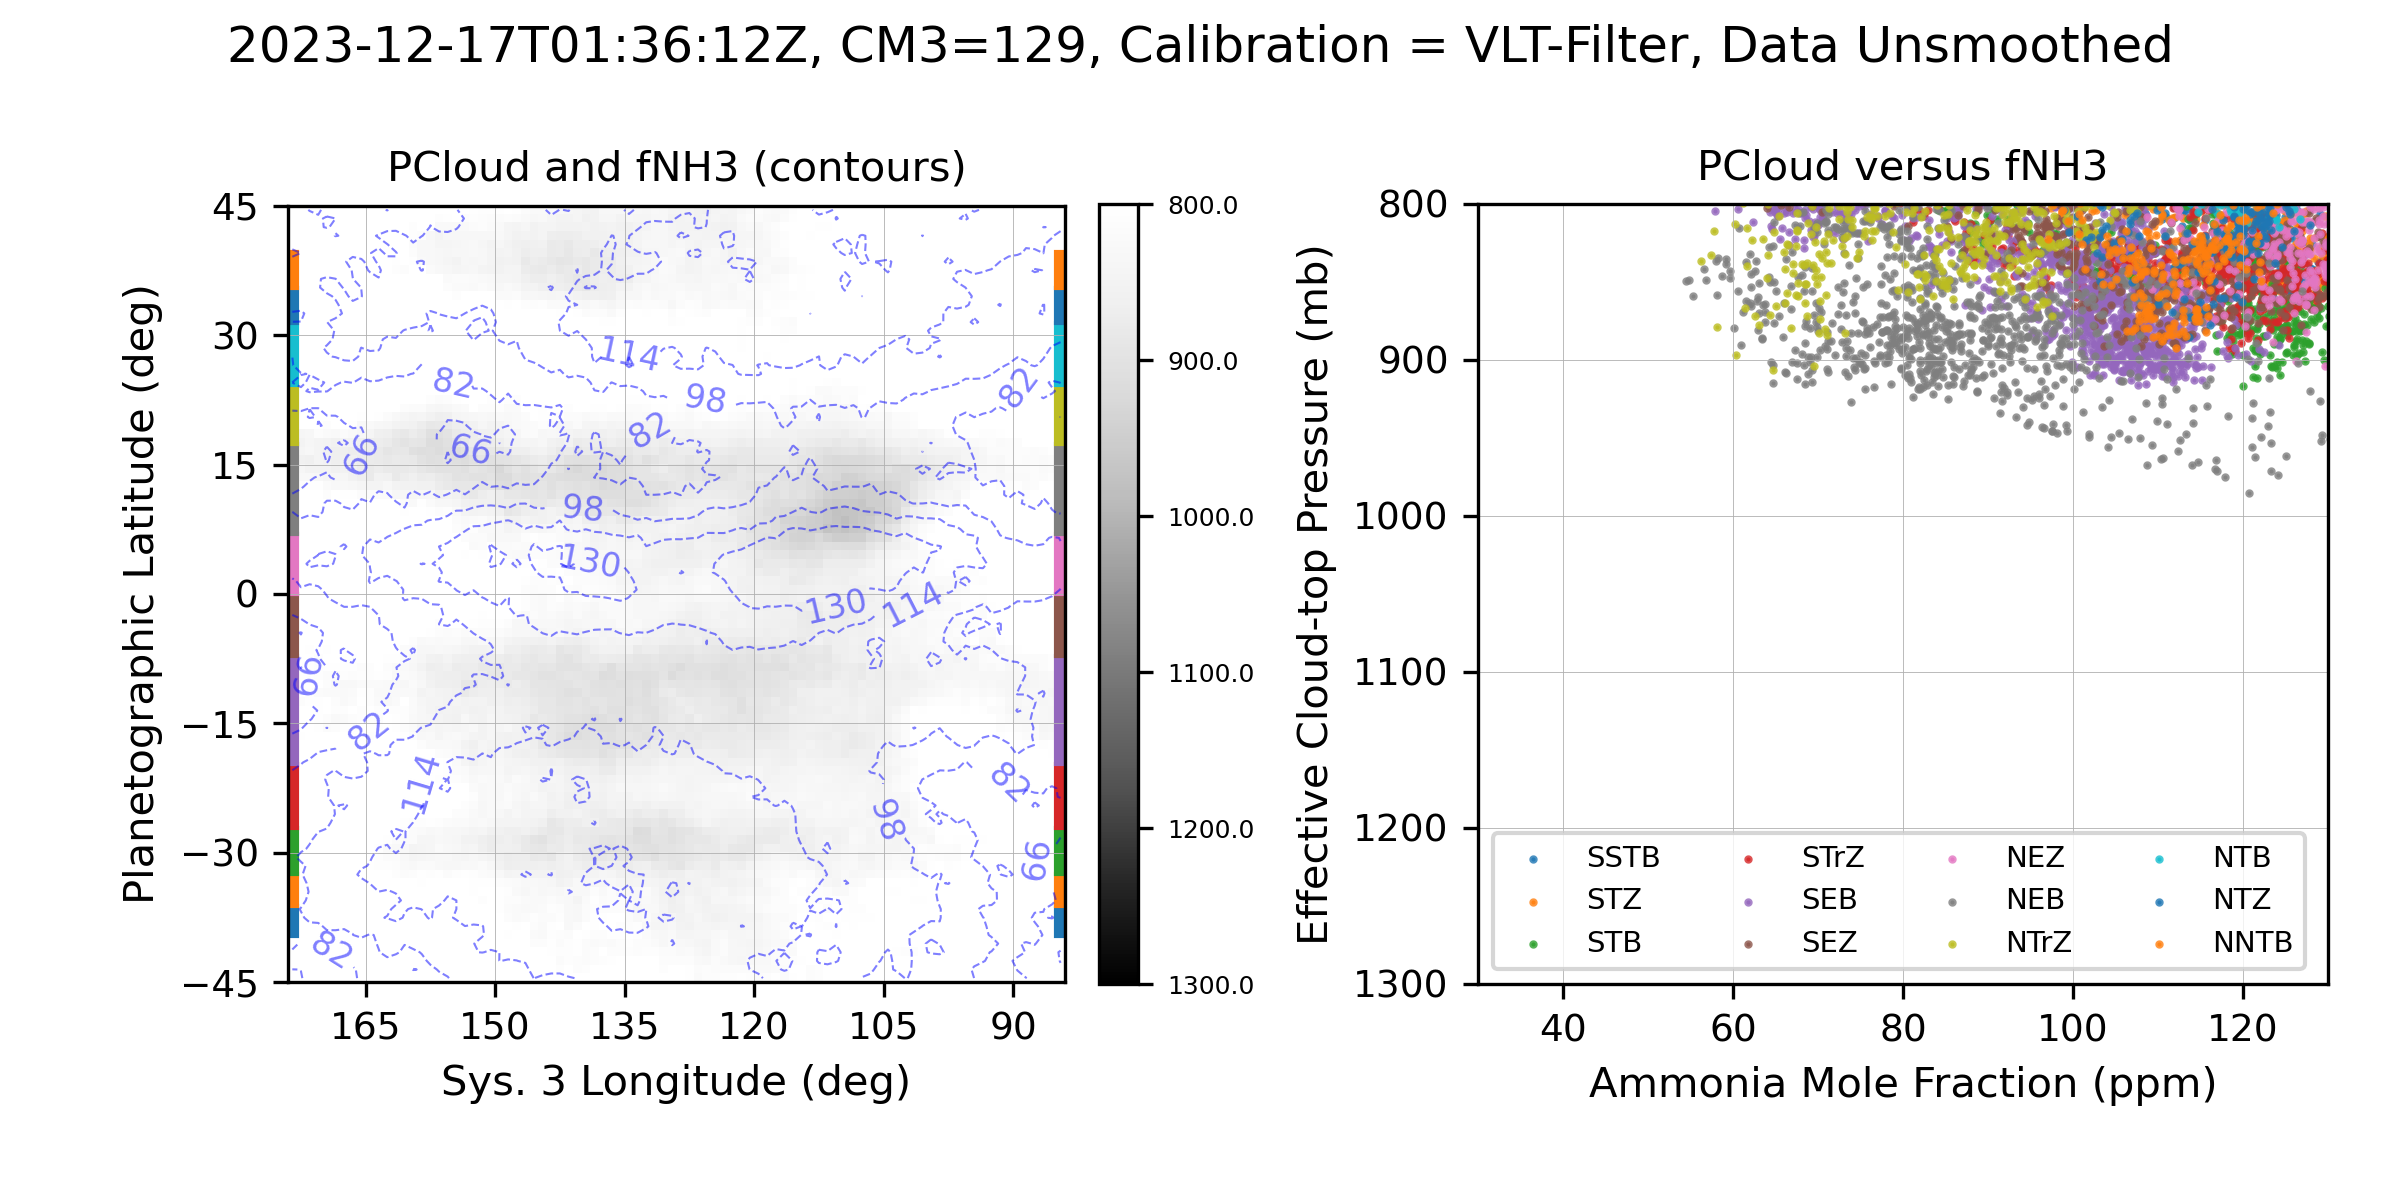 2023-12-17T01:36:12Z, CM3=129, Calibration = VLT-Filter, Data Unsmoothed
PCloud and fNH3 (contours)
Planetographic Latitude (deg)
45
30
15
0
−15
−30
−45
114
82
98
82
82
66
66
98
130
130
114
66
82
114
82
98
66
82
165
150
135
120
105
90
Sys. 3 Longitude (deg)
800.0
900.0
1000.0
1100.0
1200.0
1300.0
PCloud versus fNH3
Effective Cloud-top Pressure (mb)
800
900
1000
1100
1200
1300
SSTB
STZ
STB
STrZ
SEB
SEZ
NEZ
NEB
NTrZ
NTB
NTZ
NNTB
40
60
80
100
120
Ammonia Mole Fraction (ppm)